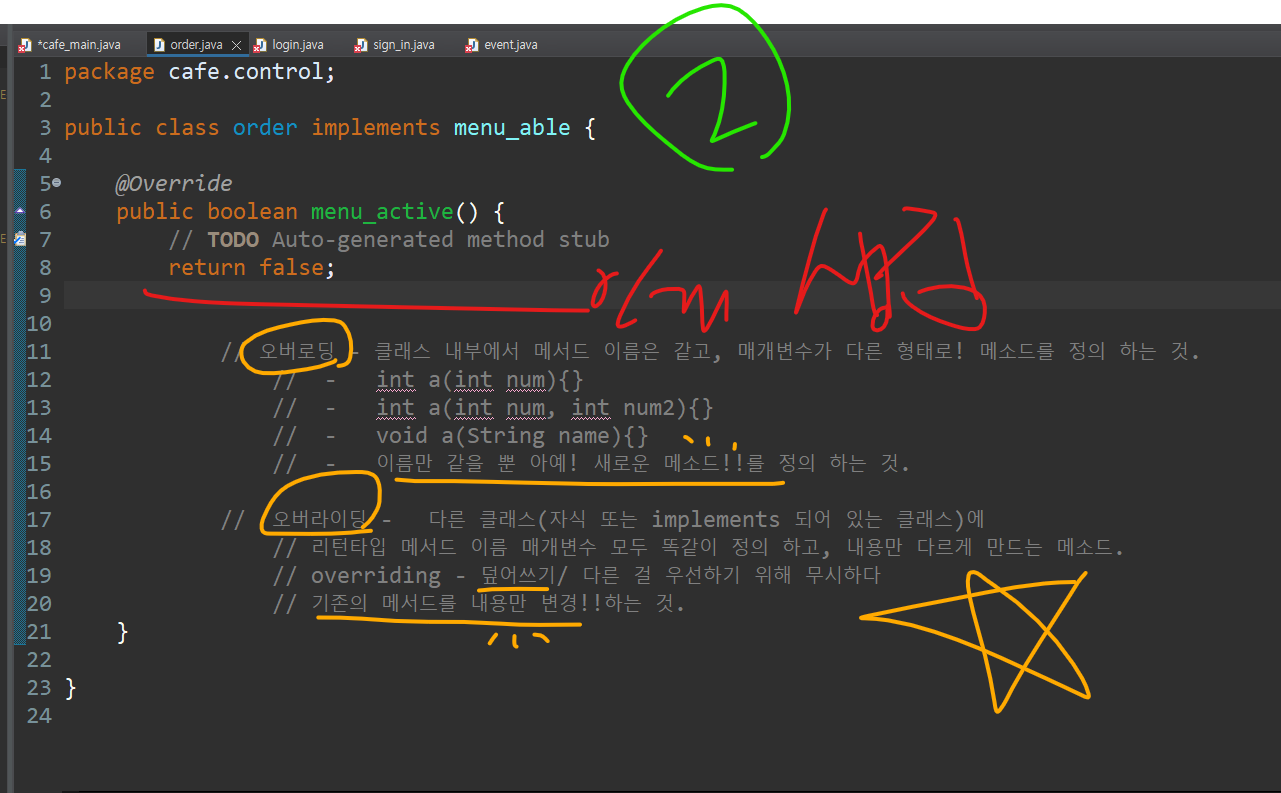 *cafe_main.java order.java login.java sign_in.java event.java
2
1 package cafe.control;
2
3 public class order implements menu_able {
4
5 @Override
6 public boolean menu_active() {
7 // TODO Auto-generated method stub
8 return false;
9
10
11 // 오버로딩 - 클래스 내부에서 메서드 이름은 같고, 매개변수가 다른 형태로! 메소드를 정의 하는 것.
12 // - int a(int num){}
13 // - int a(int num, int num2){}
14 // - void a(String name){}
15 // - 이름만 같을 뿐 아예! 새로운 메소드!!를 정의 하는 것.
16
17 // 오버라이딩 - 다른 클래스(자식 또는 implements 되어 있는 클래스)에
18 // 리턴타입 메서드 이름 매개변수 모두 똑같이 정의 하고, 내용만 다르게 만드는 메소드.
19 // overriding - 덮어쓰기/ 다른 걸 우선하기 위해 무시하다
20 // 기존의 메서드를 내용만 변경!!하는 것.
21 }
22
23 }
24